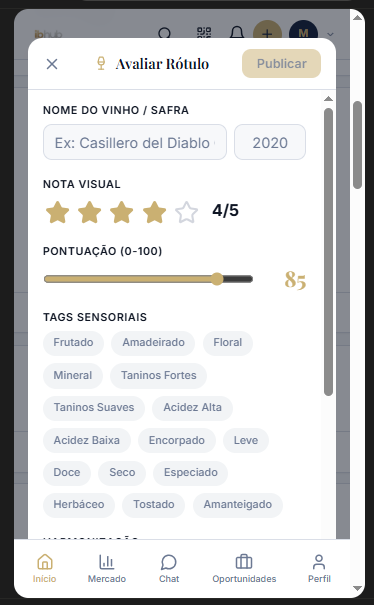 hub
M
Avaliar Rótulo
Publicar
NOME DO VINHO / SAFRA
Ex: Casillero del Diablo
2020
NOTA VISUAL
4/5
PONTUAÇÃO (0-100)
85
TAGS SENSORIAIS
Frutado Amadeirado Floral
Mineral Taninos Fortes
Taninos Suaves Acidez Alta
Acidez Baixa Encorpado Leve
Doce Seco Especiado
Herbáceo Tostado Amanteigado
Início Mercado Chat Oportunidades Perfil